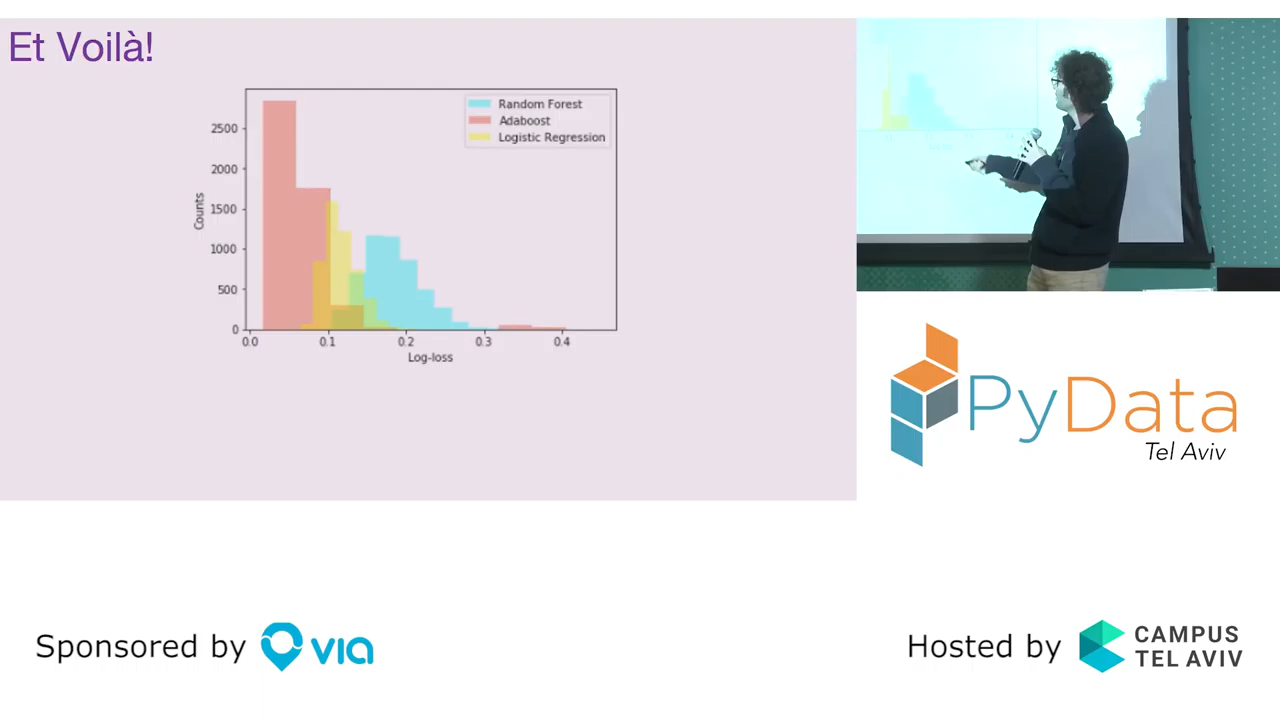 Et Voilà!
Random Forest
Adaboost
Logistic Regression
2500
2000
1500
1000
500
0
Counts
0.0 0.1 0.2 0.3 0.4
Log-loss
PyData
Tel Aviv
Sponsored by via
Hosted by CAMPUS
TEL AVIV